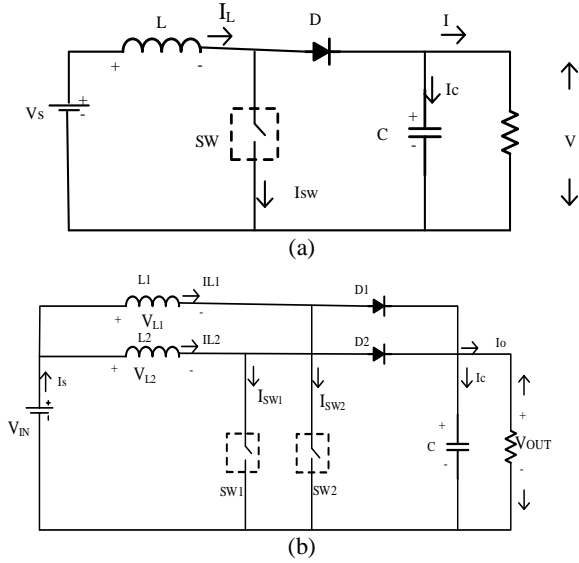 L I_L D I
+ -
Vs + -
SW
I_SW
C + -
Ic
V
(a)
L1 IL1 D1
+ V_L1 -
L2 IL2 D2 Io
+ V_L2 -
Is
V_IN + -
I_SW1 I_SW2 Ic
SW1 SW2
C + -
V_OUT + -
(b)